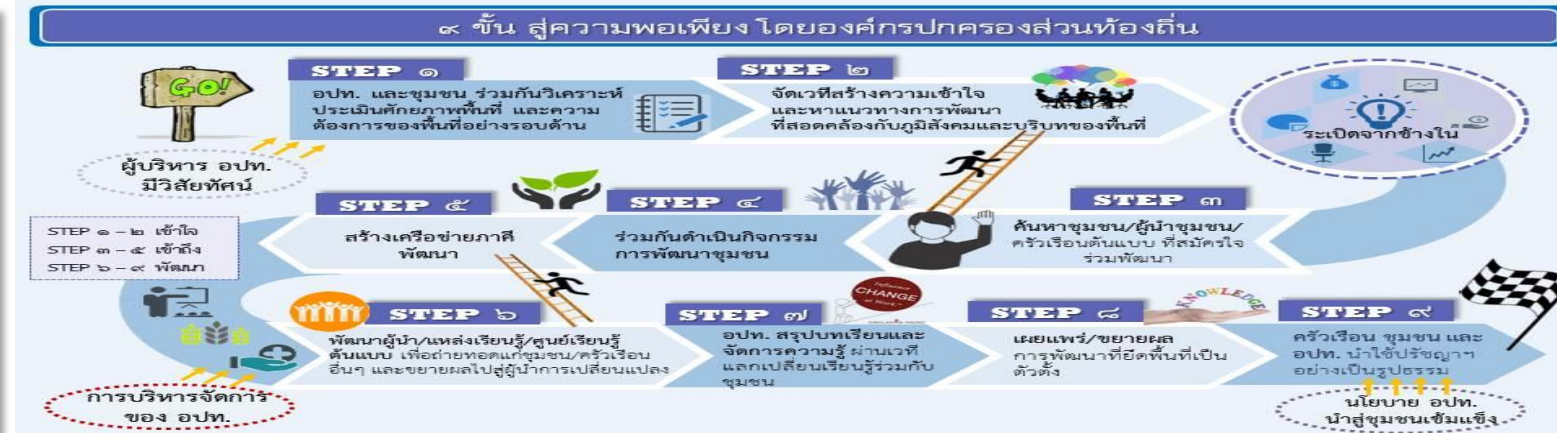 ๙ ขั้น สู่ความพอเพียง โดยองค์กรปกครองส่วนท้องถิ่น
GO!
ผู้บริหาร อปท.
มีวิสัยทัศน์
STEP ๑
อปท. และชุมชน ร่วมกันวิเคราะห์
ประเมินศักยภาพพื้นที่ และความ
ต้องการของพื้นที่อย่างรอบด้าน
STEP ๒
จัดเวทีสร้างความเข้าใจ
และหาแนวทางการพัฒนา
ที่สอดคล้องกับภูมิสังคมและบริบทของพื้นที่
ระเบิดจากข้างใน
STEP ๓
ค้นหาชุมชน/ผู้นำชุมชน/
ครัวเรือนต้นแบบ ที่สมัครใจ
ร่วมพัฒนา
STEP ๔
ร่วมกันดำเนินกิจกรรม
การพัฒนาชุมชน
STEP ๕
สร้างเครือข่ายภาคี
พัฒนา
STEP ๑ – ๒ เข้าใจ
STEP ๓ – ๕ เข้าถึง
STEP ๖ – ๙ พัฒนา
การบริหารจัดการ
ของ อปท.
STEP ๖
พัฒนาผู้นำ/แหล่งเรียนรู้/ศูนย์เรียนรู้
ต้นแบบ เพื่อถ่ายทอดแก่ชุมชน/ครัวเรือน
อื่นๆ และขยายผลไปสู่ผู้นำการเปลี่ยนแปลง
Influence
CHANGE
at Work
STEP ๗
อปท. สรุปบทเรียนและ
จัดการความรู้ ผ่านเวที
แลกเปลี่ยนเรียนรู้ร่วมกับ
ชุมชน
KNOWLEDGE
STEP ๘
เผยแพร่/ขยายผล
การพัฒนาที่ยึดพื้นที่เป็น
ตัวตั้ง
STEP ๙
ครัวเรือน ชุมชน และ
อปท. นำใช้ปรัชญาฯ
อย่างเป็นรูปธรรม
นโยบาย อปท.
นำสู่ชุมชนเข้มแข็ง